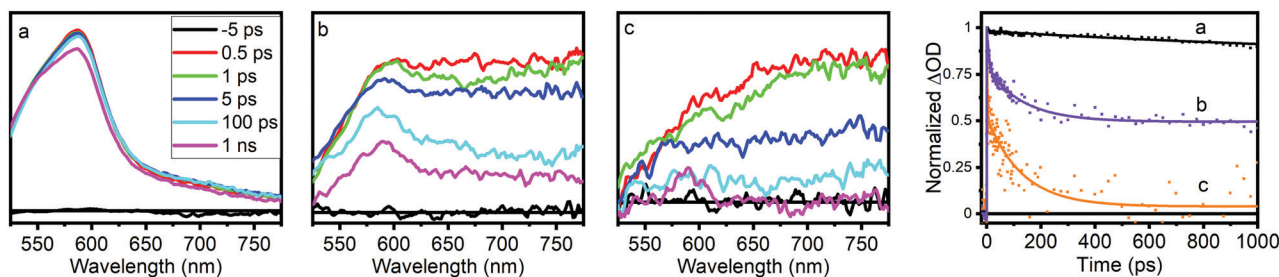 a
-5 ps
0.5 ps
1 ps
5 ps
100 ps
1 ns
550 600 650 700 750
Wavelength (nm)
b
550 600 650 700 750
Wavelength (nm)
c
550 600 650 700 750
Wavelength (nm)
Normalized ΔOD
1
0.75
0.5
0.25
0
a
b
c
0 200 400 600 800 1000
Time (ps)